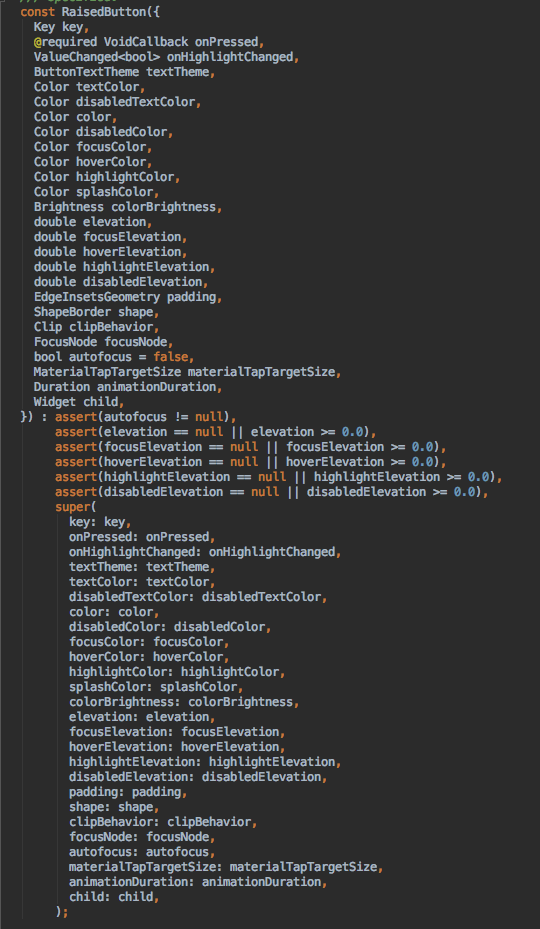 const RaisedButton({
Key key,
@required VoidCallback onPressed,
ValueChanged<bool> onHighlightChanged,
ButtonTextTheme textTheme,
Color textColor,
Color disabledTextColor,
Color color,
Color disabledColor,
Color focusColor,
Color hoverColor,
Color highlightColor,
Color splashColor,
Brightness colorBrightness,
double elevation,
double focusElevation,
double hoverElevation,
double highlightElevation,
double disabledElevation,
EdgeInsetsGeometry padding,
ShapeBorder shape,
Clip clipBehavior,
FocusNode focusNode,
bool autofocus = false,
MaterialTapTargetSize materialTapTargetSize,
Duration animationDuration,
Widget child,
}) : assert(autofocus != null),
assert(elevation == null || elevation >= 0.0),
assert(focusElevation == null || focusElevation >= 0.0),
assert(hoverElevation == null || hoverElevation >= 0.0),
assert(highlightElevation == null || highlightElevation >= 0.0),
assert(disabledElevation == null || disabledElevation >= 0.0),
super(
key: key,
onPressed: onPressed,
onHighlightChanged: onHighlightChanged,
textTheme: textTheme,
textColor: textColor,
disabledTextColor: disabledTextColor,
color: color,
disabledColor: disabledColor,
focusColor: focusColor,
hoverColor: hoverColor,
highlightColor: highlightColor,
splashColor: splashColor,
colorBrightness: colorBrightness,
elevation: elevation,
focusElevation: focusElevation,
hoverElevation: hoverElevation,
highlightElevation: highlightElevation,
disabledElevation: disabledElevation,
padding: padding,
shape: shape,
clipBehavior: clipBehavior,
focusNode: focusNode,
autofocus: autofocus,
materialTapTargetSize: materialTapTargetSize,
animationDuration: animationDuration,
child: child,
);